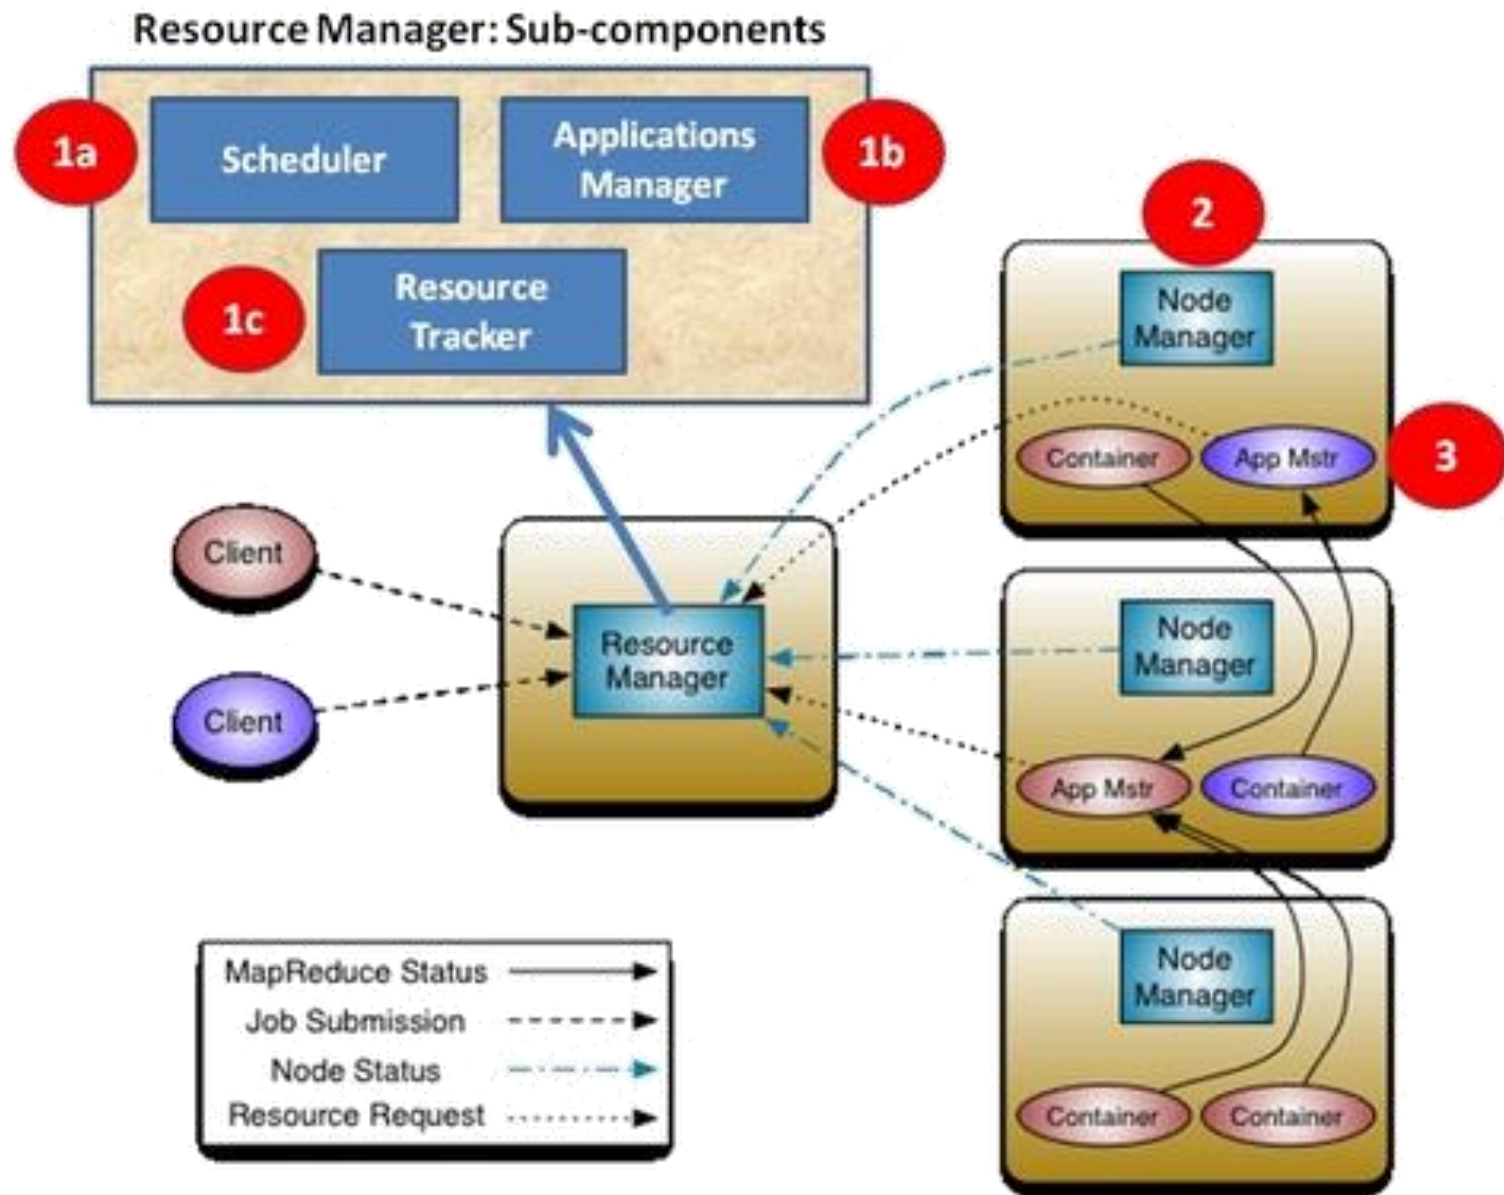 Resource Manager: Sub-components
1a
Scheduler
Applications
Manager
1b
1c
Resource
Tracker
2
Node
Manager
Container
App Mstr
3
Client
Client
Resource
Manager
Node
Manager
App Mstr
Container
Node
Manager
Container
Container
MapReduce Status
Job Submission
Node Status
Resource Request